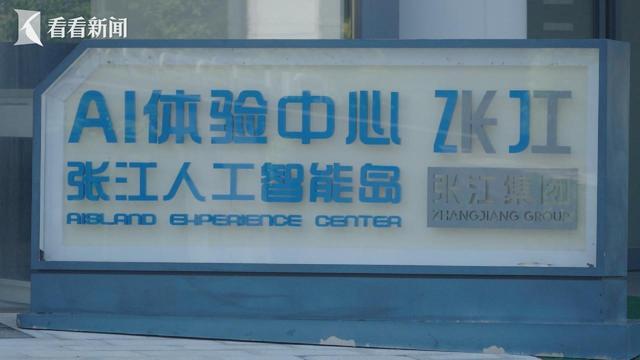 看看新闻
AI体验中心
张江人工智能岛
AISLAND EXPERIENCE CENTER
ZKJI
张江集团
ZHANGJIANG GROUP